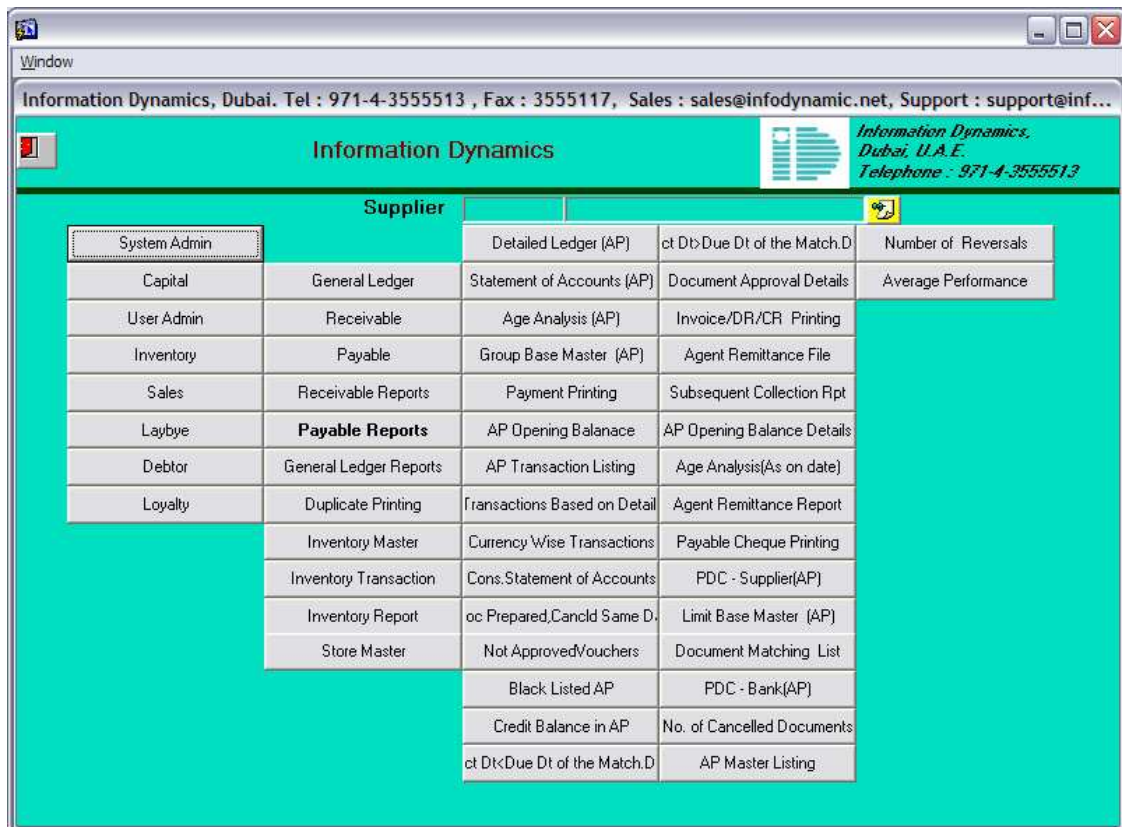 Window
Information Dynamics, Dubai. Tel : 971-4-3555513 , Fax : 3555117, Sales : sales@infodynamic.net, Support : support@inf...
Information Dynamics
Information Dynamics,
Dubai, U.A.E.
Telephone : 971-4-3555513
Supplier
System Admin
Capital
User Admin
Inventory
Sales
Laybye
Debtor
Loyalty
General Ledger
Receivable
Payable
Receivable Reports
Payable Reports
General Ledger Reports
Duplicate Printing
Inventory Master
Inventory Transaction
Inventory Report
Store Master
Detailed Ledger (AP)
Statement of Accounts (AP)
Age Analysis (AP)
Group Base Master (AP)
Payment Printing
AP Opening Balanace
AP Transaction Listing
Transactions Based on Detail
Currency Wise Transactions
Cons.Statement of Accounts
oc Prepared,Cancld Same D.
Not ApprovedVouchers
Black Listed AP
Credit Balance in AP
ct Dt<Due Dt of the Match.D
ct Dt>Due Dt of the Match.D
Document Approval Details
Invoice/DR/CR Printing
Agent Remittance File
Subsequent Collection Rpt
AP Opening Balance Details
Age Analysis(As on date)
Agent Remittance Report
Payable Cheque Printing
PDC - Supplier(AP)
Limit Base Master (AP)
Document Matching List
PDC - Bank(AP)
No. of Cancelled Documents
AP Master Listing
Number of Reversals
Average Performance